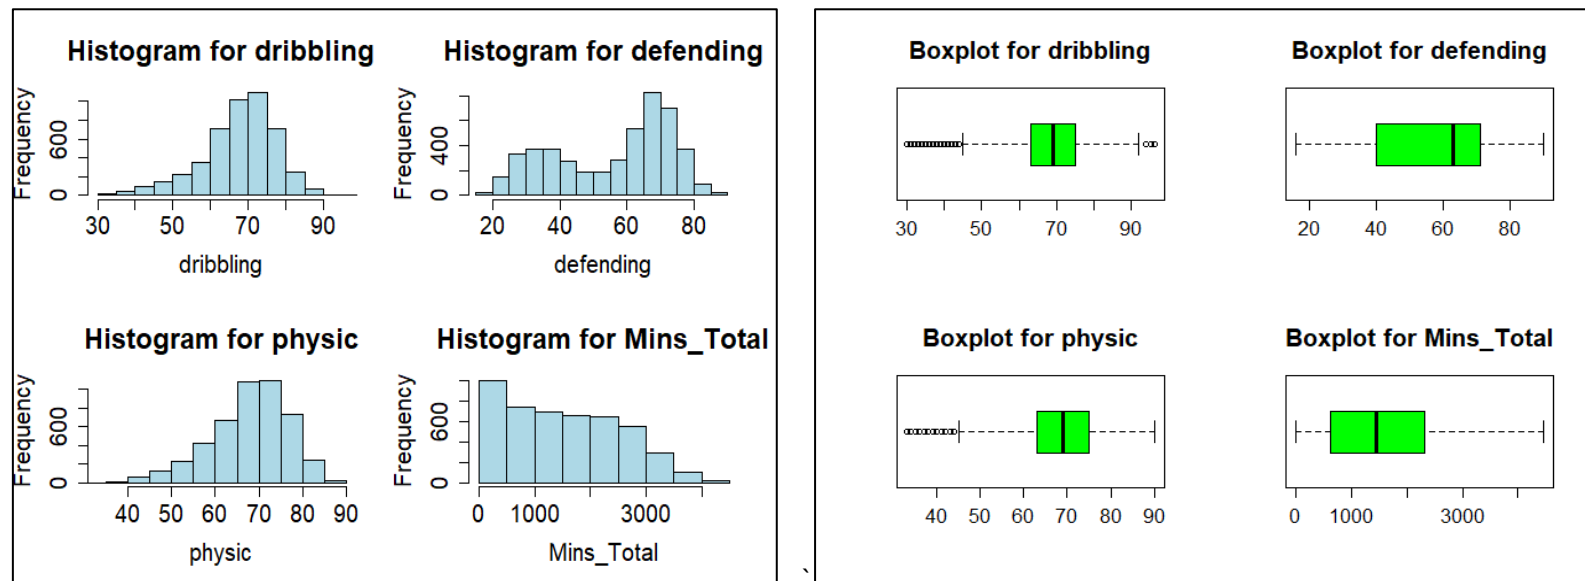 Histogram for dribbling
Frequency
600
0
30 50 70 90
dribbling
Histogram for defending
Frequency
400
0
20 40 60 80
defending
Histogram for physic
Frequency
600
0
40 50 60 70 80 90
physic
Histogram for Mins_Total
Frequency
600
0
0 1000 3000
Mins_Total
`
Boxplot for dribbling
30 50 70 90
Boxplot for defending
20 40 60 80
Boxplot for physic
40 50 60 70 80 90
Boxplot for Mins_Total
0 1000 3000